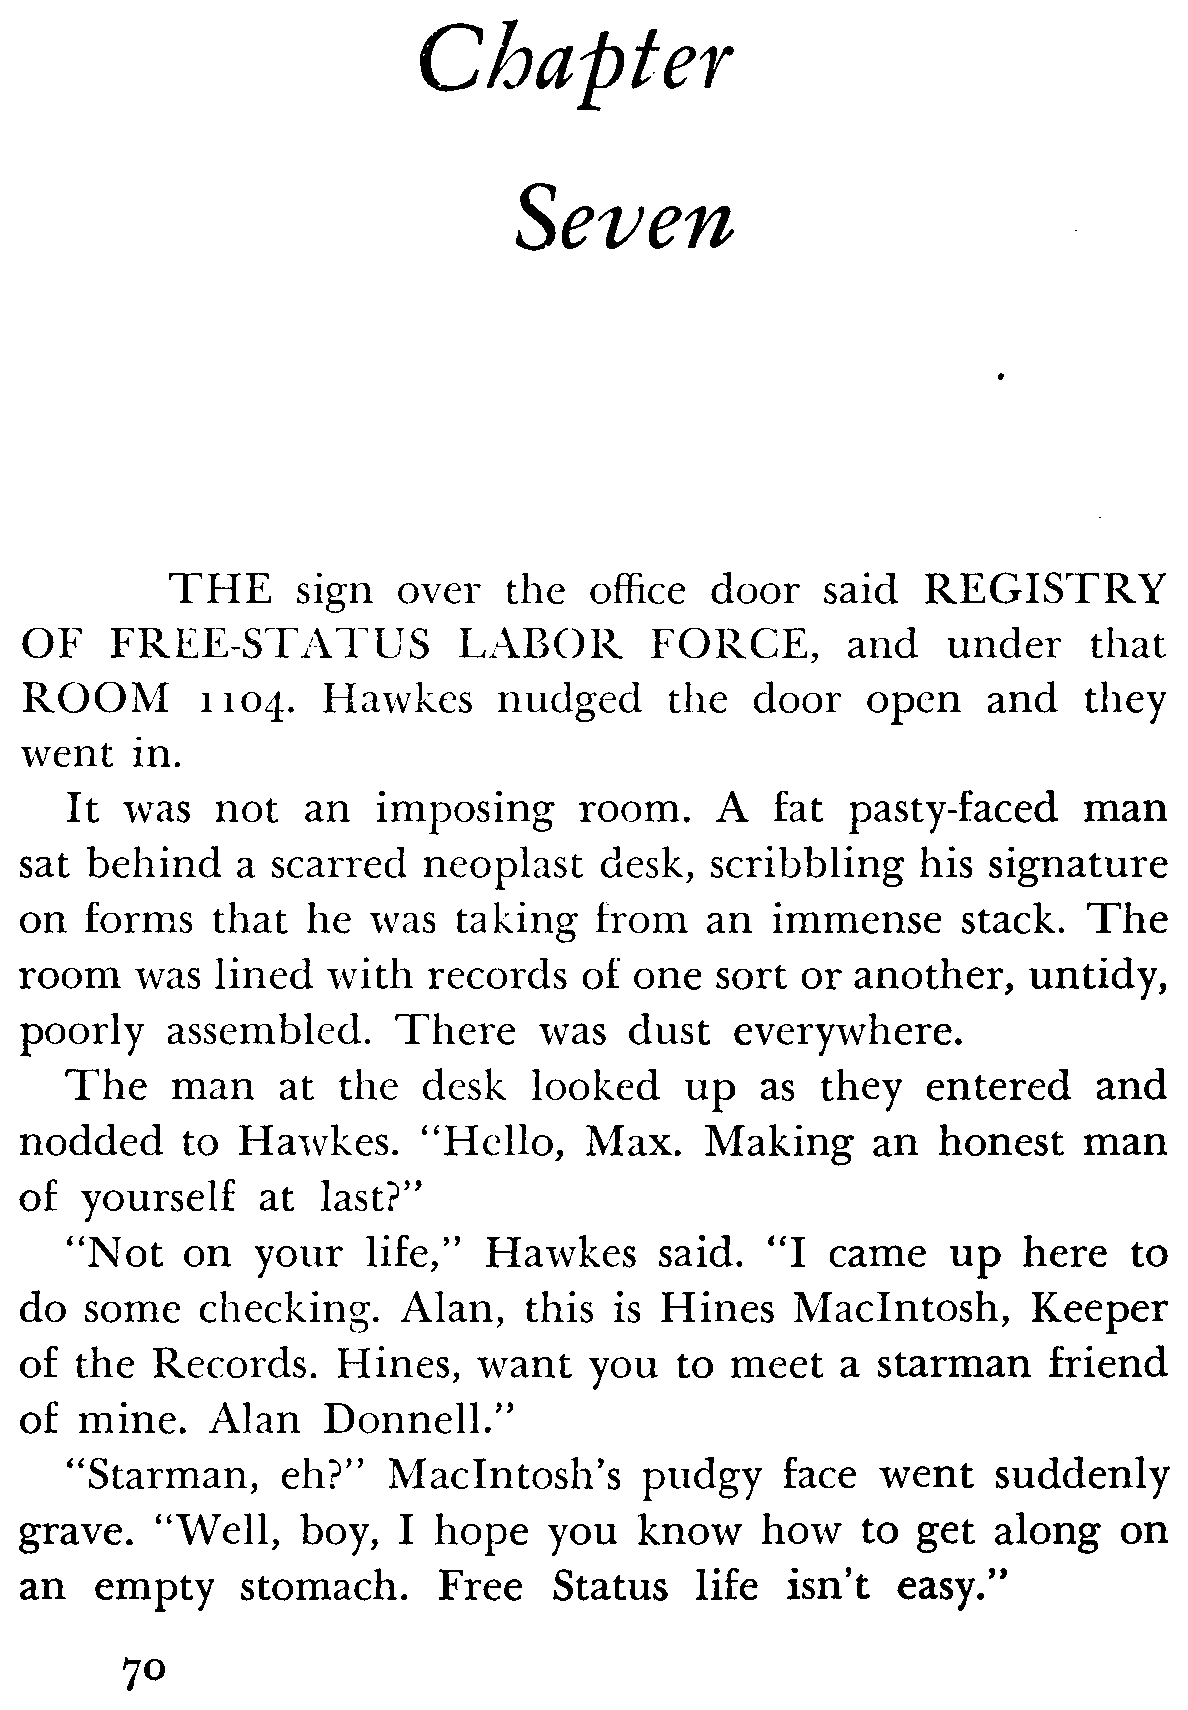 Chapter
Seven
THE sign over the office door said REGISTRY
OF FREE-STATUS LABOR FORCE, and under that
ROOM 1104. Hawkes nudged the door open and they
went in.
It was not an imposing room. A fat pasty-faced man
sat behind a scarred neoplast desk, scribbling his signature
on forms that he was taking from an immense stack. The
room was lined with records of one sort or another, untidy,
poorly assembled. There was dust everywhere.
The man at the desk looked up as they entered and
nodded to Hawkes. “Hello, Max. Making an honest man
of yourself at last?”
“Not on your life,” Hawkes said. “I came up here to
do some checking. Alan, this is Hines MacIntosh, Keeper
of the Records. Hines, want you to meet a starman friend
of mine. Alan Donnell.”
“Starman, eh?” MacIntosh’s pudgy face went suddenly
grave. “Well, boy, I hope you know how to get along on
an empty stomach. Free Status life isn’t easy.”
70